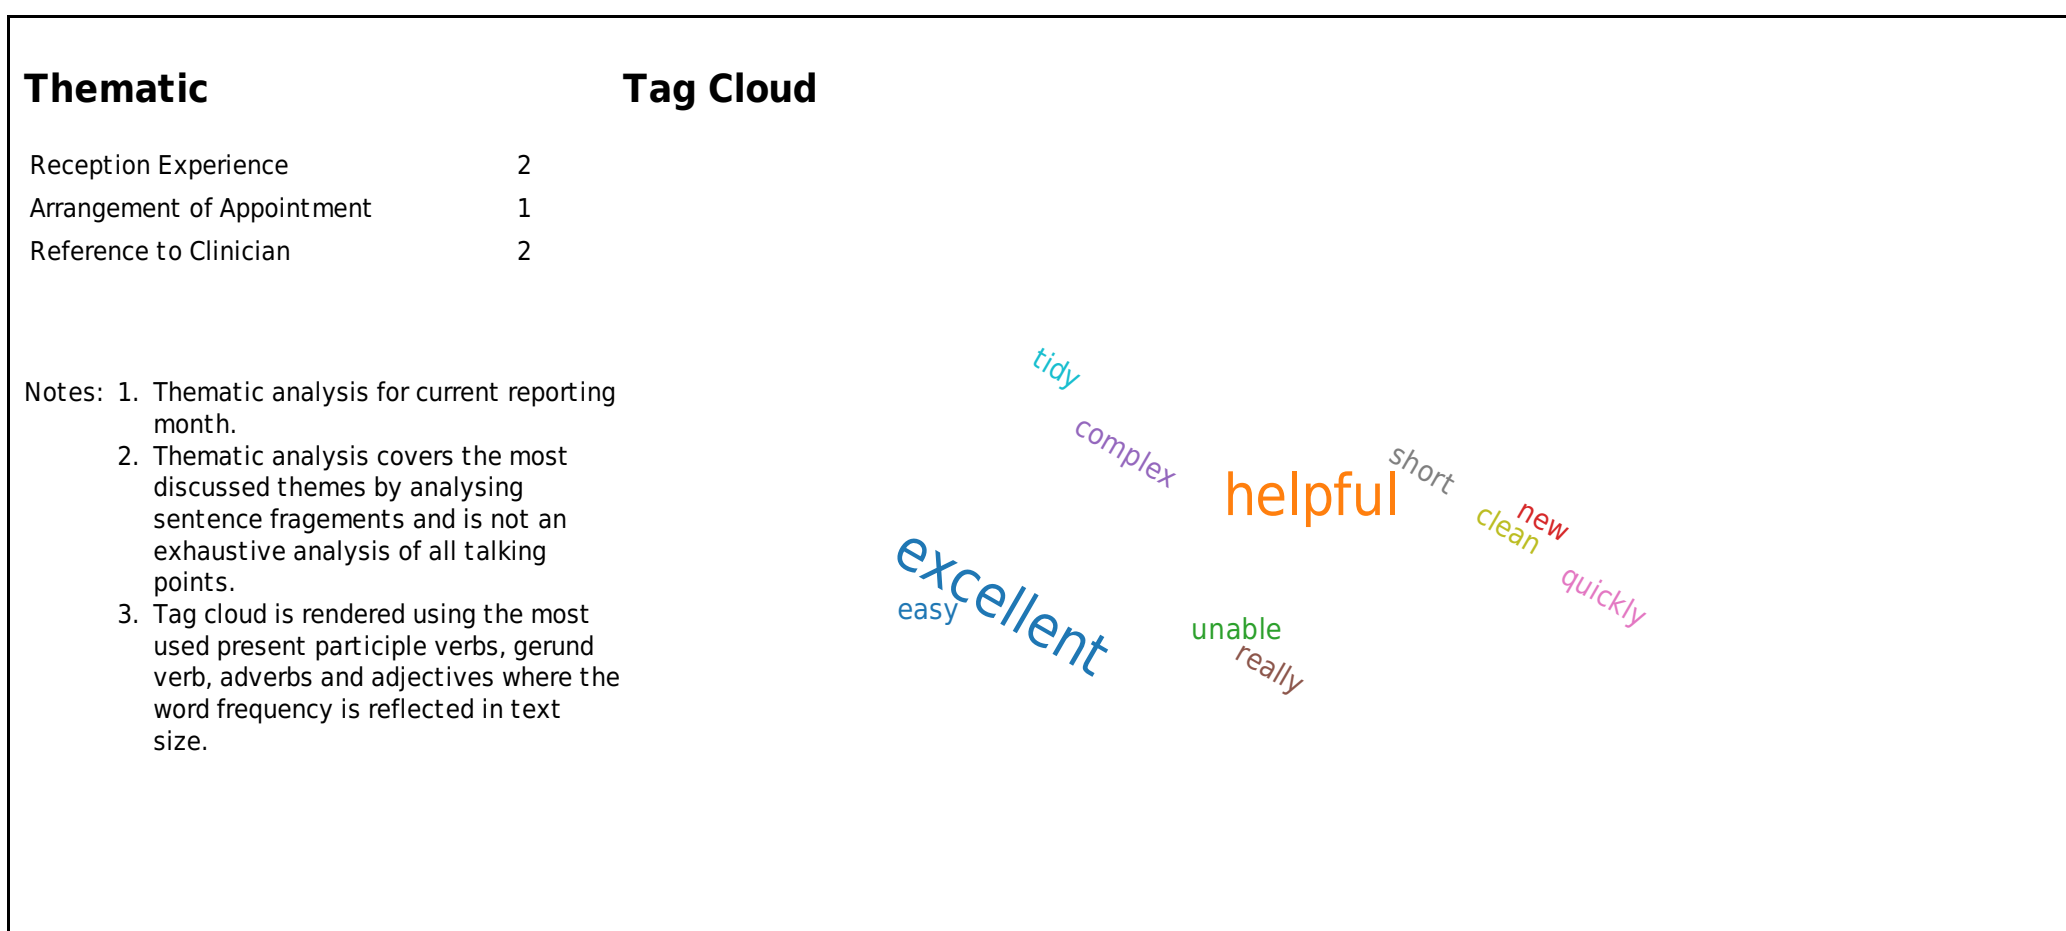 Thematic
Tag Cloud
Reception Experience 2
Arrangement of Appointment 1
Reference to Clinician 2
Notes: 1. Thematic analysis for current reporting
month.
2. Thematic analysis covers the most
discussed themes by analysing
sentence fragements and is not an
exhaustive analysis of all talking
points.
3. Tag cloud is rendered using the most
used present participle verbs, gerund
verb, adverbs and adjectives where the
word frequency is reflected in text
size.
tidy
complex
helpful
short
new
clean
quickly
excellent
easy
unable
really